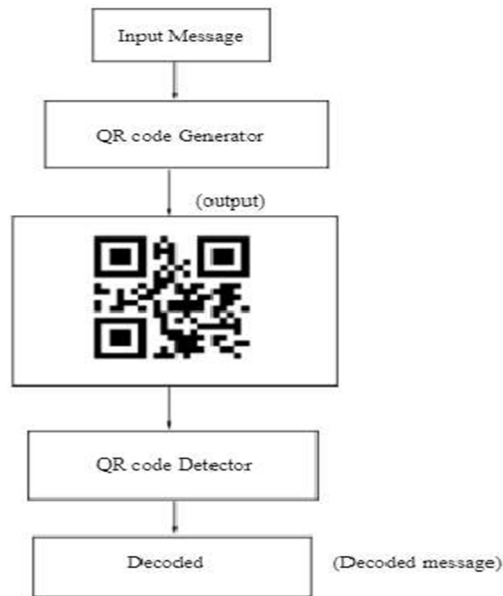 Input Message
QR code Generator
(output)
QR code Detector
Decoded (Decoded message)